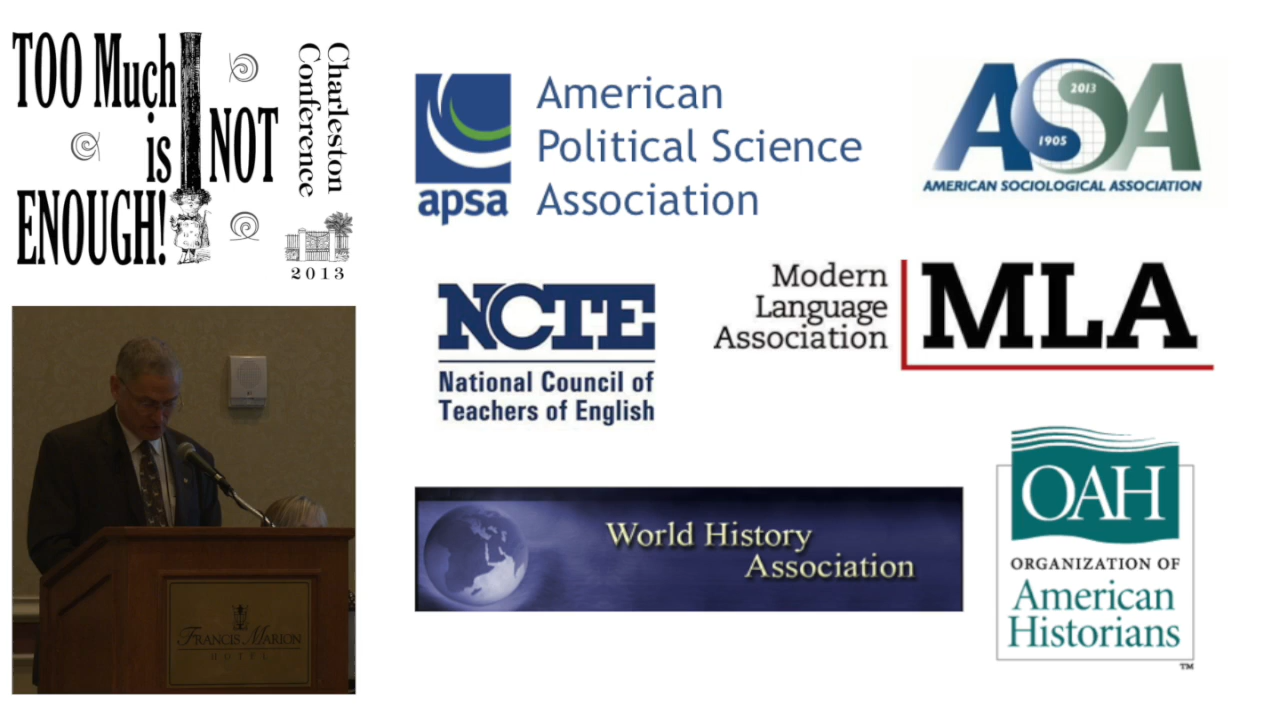 TOO Much
is NOT
ENOUGH!
Charleston
Conference
2013
FRANCIS MARION
HOTEL
apsa
American
Political Science
Association
ASA
2013
1905
AMERICAN SOCIOLOGICAL ASSOCIATION
NCTE
National Council of
Teachers of English
Modern
Language
Association
MLA
World History
Association
OAH
ORGANIZATION OF
American
Historians
TM